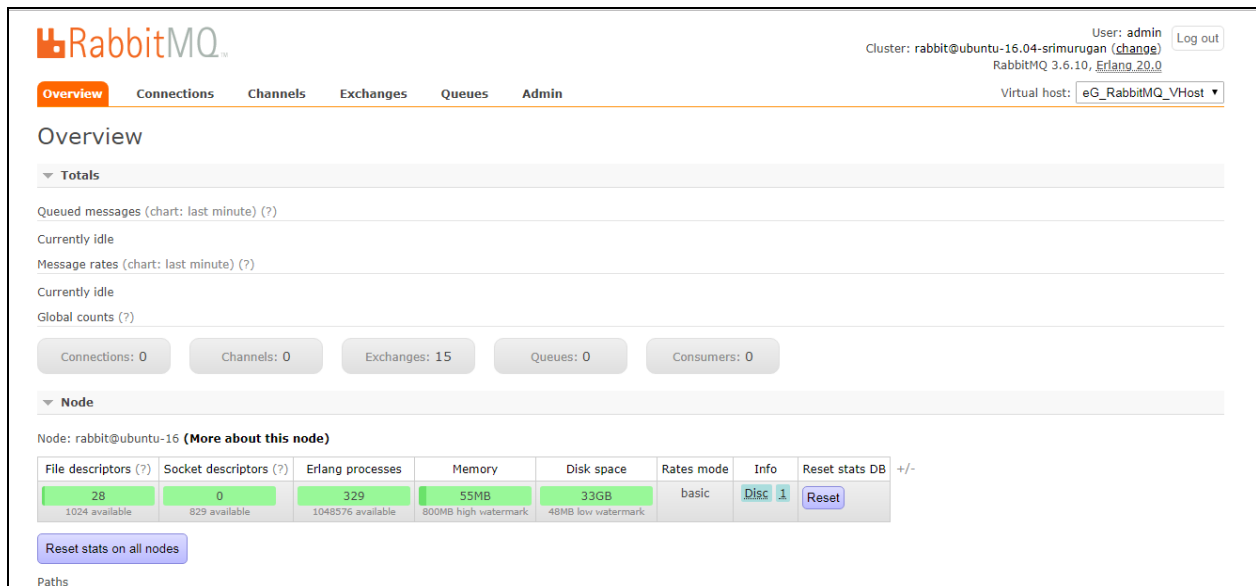 RabbitMQ™
User: admin
Log out
Cluster: rabbit@ubuntu-16.04-srimurugan (change)
RabbitMQ 3.6.10, Erlang 20.0
Overview Connections Channels Exchanges Queues Admin
Virtual host: eG_RabbitMQ_VHost
Overview
Totals
Queued messages (chart: last minute) (?)
Currently idle
Message rates (chart: last minute) (?)
Currently idle
Global counts (?)
Connections: 0 Channels: 0 Exchanges: 15 Queues: 0 Consumers: 0
Node
Node: rabbit@ubuntu-16 (More about this node)
File descriptors (?) Socket descriptors (?) Erlang processes Memory Disk space Rates mode Info Reset stats DB +/-
28 0 329 55MB 33GB basic Disc 1 Reset
1024 available 829 available 1048576 available 800MB high watermark 48MB low watermark
Reset stats on all nodes
Paths